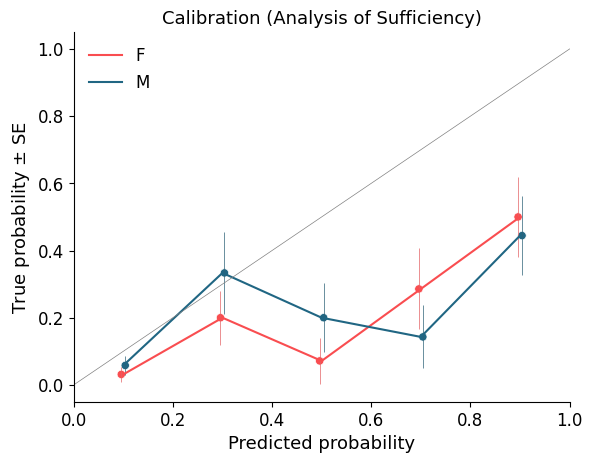 Calibration (Analysis of Sufficiency)
F
M
True probability ± SE
1.0
0.8
0.6
0.4
0.2
0.0
0.0 0.2 0.4 0.6 0.8 1.0
Predicted probability